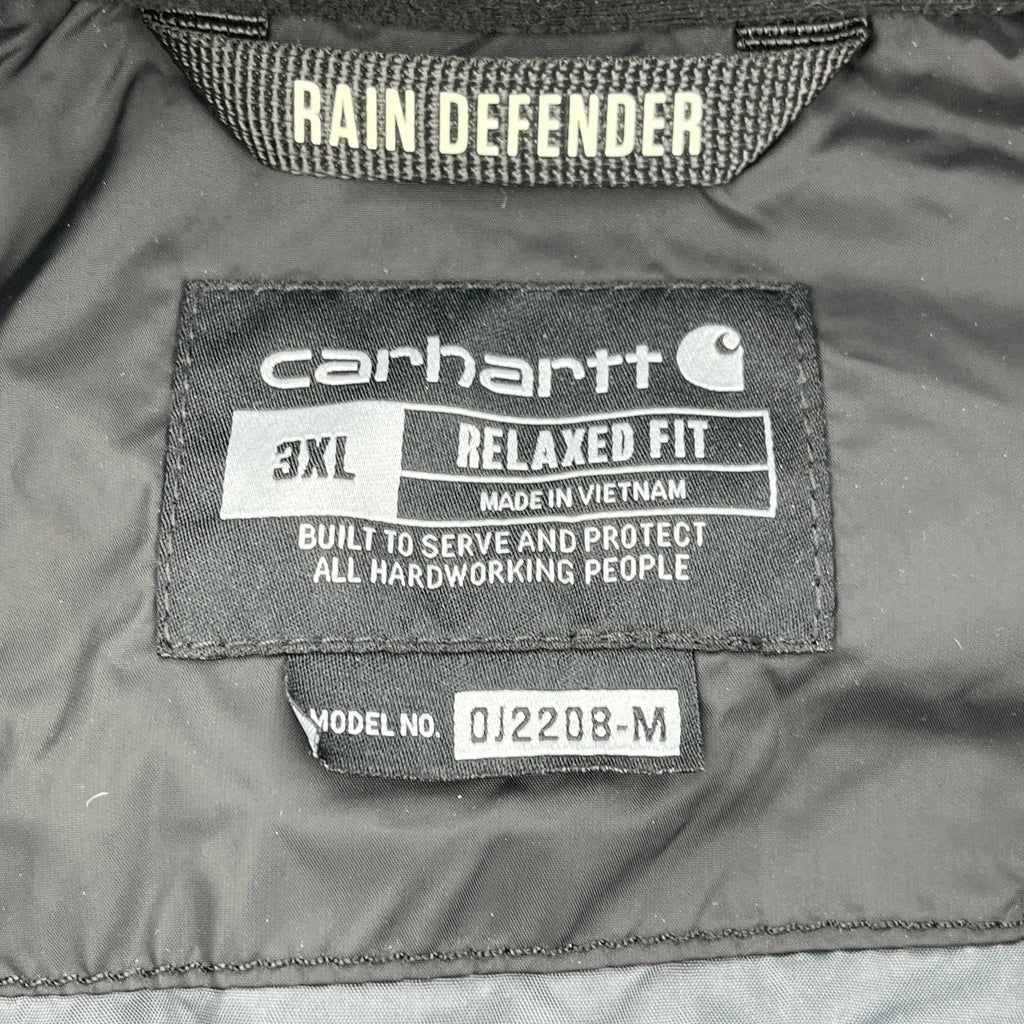 RAIN DEFENDER
carhartt
3XL
RELAXED FIT
MADE IN VIETNAM
BUILT TO SERVE AND PROTECT
ALL HARDWORKING PEOPLE
MODEL NO. OJ2208-M